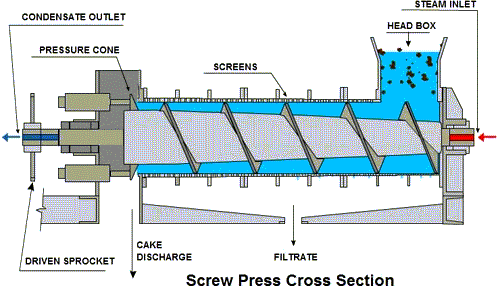 CONDENSATE OUTLET
STEAM INLET
HEAD BOX
PRESSURE CONE
SCREENS
DRIVEN SPROCKET
CAKE
DISCHARGE
FILTRATE
Screw Press Cross Section